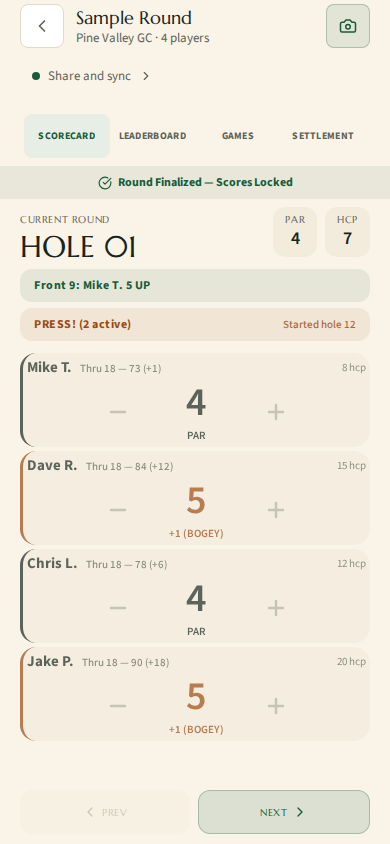 Sample Round
Pine Valley GC · 4 players
Share and sync
SCORECARD LEADERBOARD GAMES SETTLEMENT
Round Finalized — Scores Locked
CURRENT ROUND
HOLE 01
PAR
4
HCP
7
Front 9: Mike T. 5 UP
PRESS! (2 active) Started hole 12
Mike T. Thru 18 — 73 (+1) 8 hcp
− 4 +
PAR
Dave R. Thru 18 — 84 (+12) 15 hcp
− 5 +
+1 (BOGEY)
Chris L. Thru 18 — 78 (+6) 12 hcp
− 4 +
PAR
Jake P. Thru 18 — 90 (+18) 20 hcp
− 5 +
+1 (BOGEY)
PREV NEXT